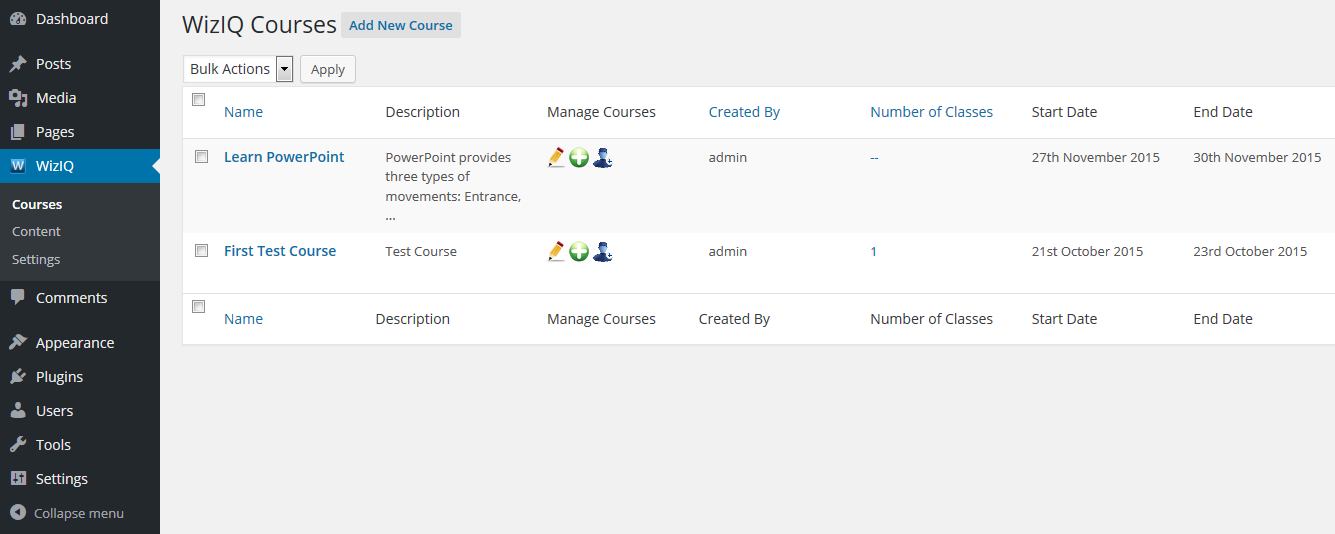 Dashboard
Posts
Media
Pages
W WizIQ
Courses
Content
Settings
Comments
Appearance
Plugins
Users
Tools
Settings
Collapse menu
WizIQ Courses Add New Course
Bulk Actions Apply
Name Description Manage Courses Created By Number of Classes Start Date End Date
Learn PowerPoint PowerPoint provides admin -- 27th November 2015 30th November 2015
three types of
movements: Entrance,
...
First Test Course Test Course admin 1 21st October 2015 23rd October 2015
Name Description Manage Courses Created By Number of Classes Start Date End Date